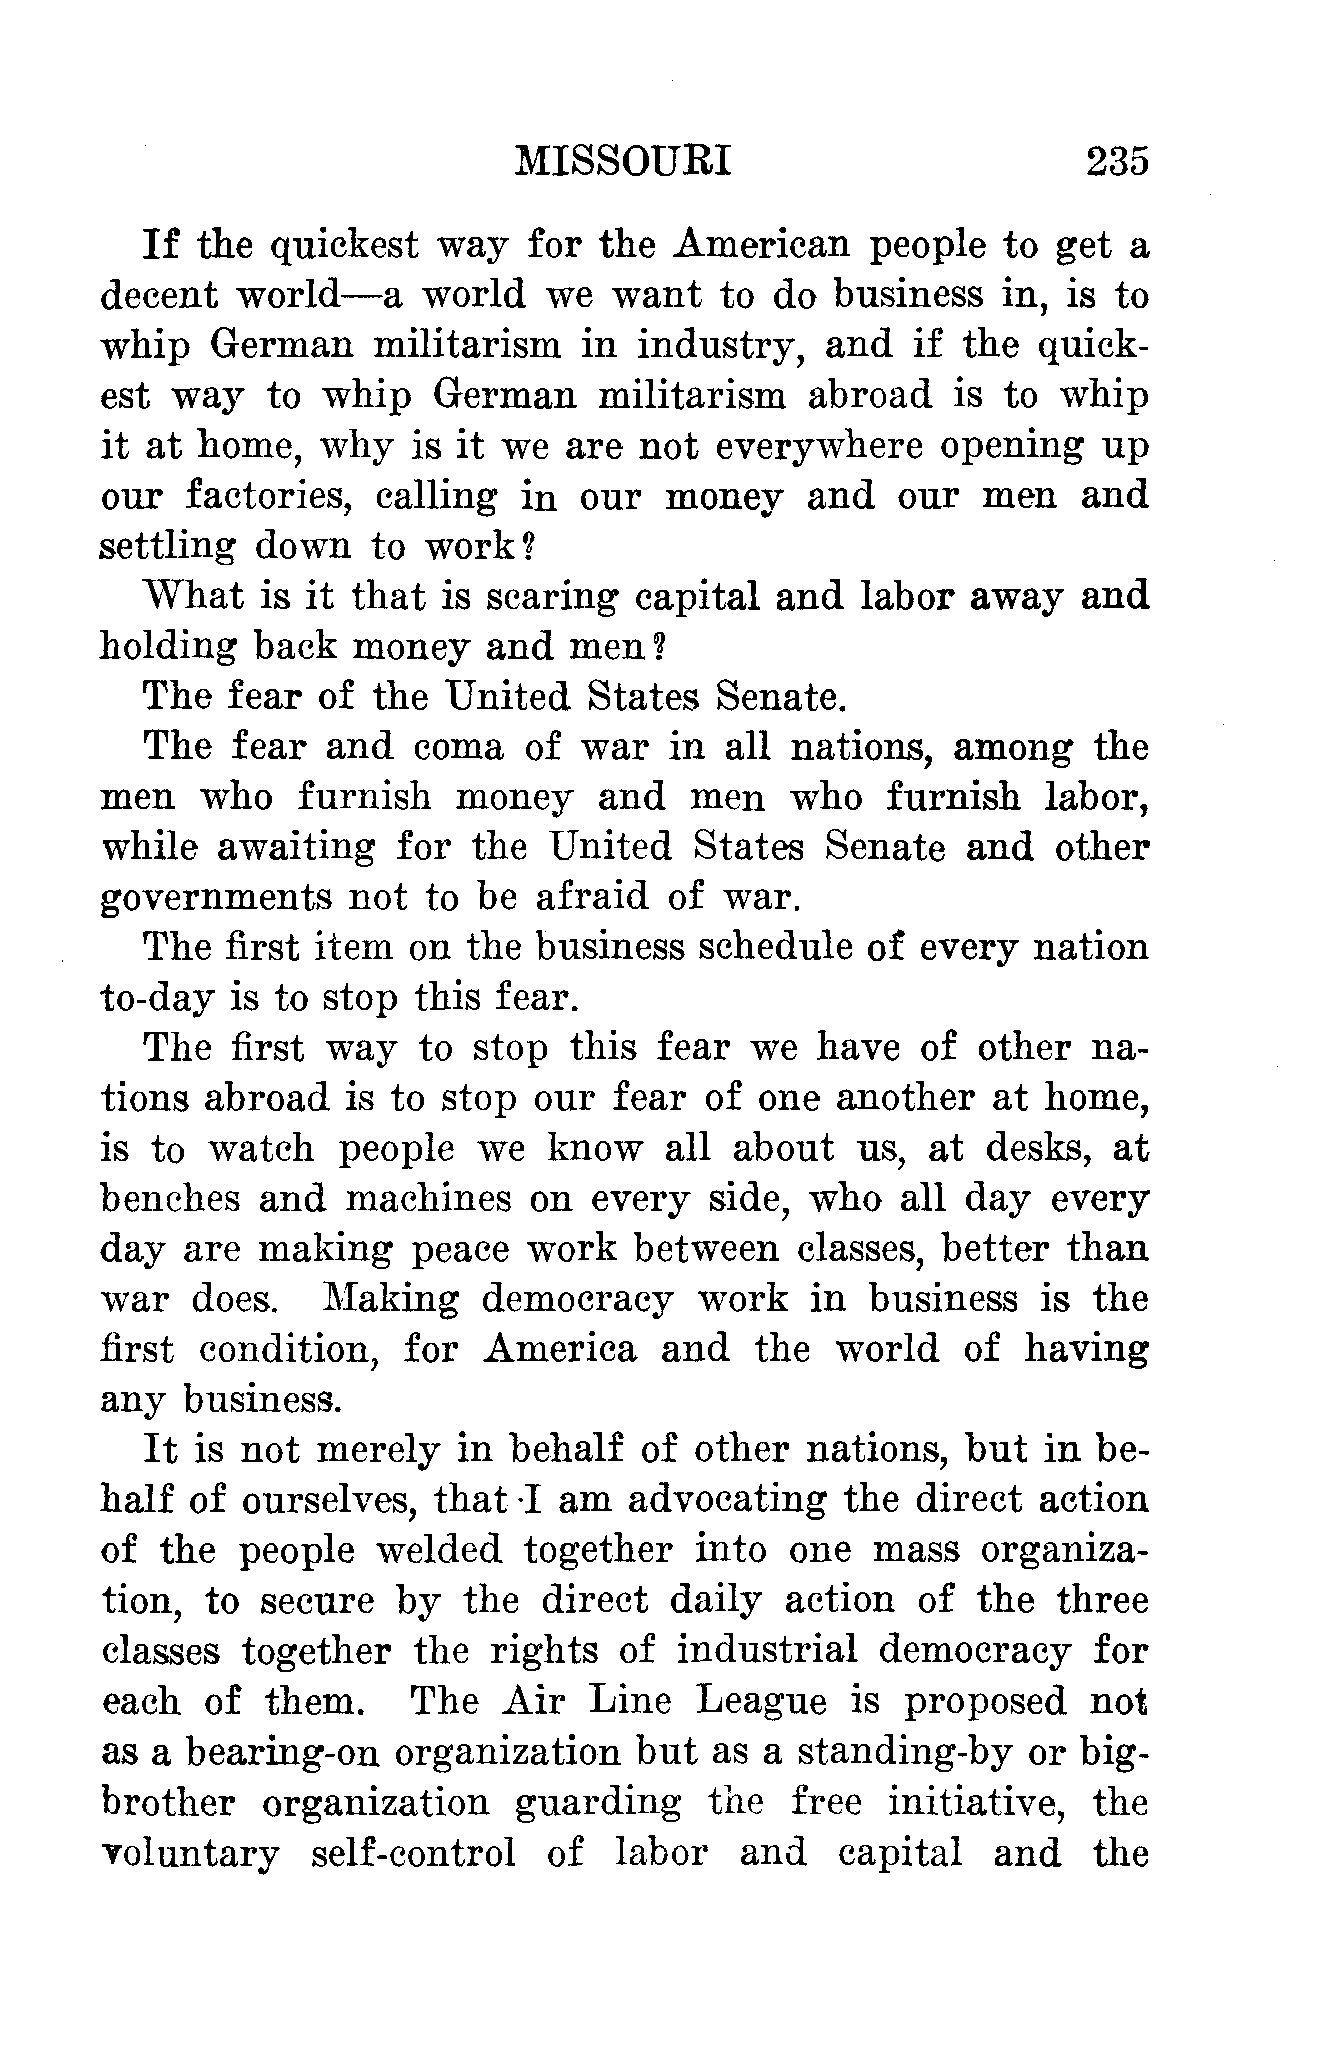 MISSOURI 235
If the quickest way for the American people to get a
decent world—a world we want to do business in, is to
whip German militarism in industry, and if the quick-
est way to whip German militarism abroad is to whip
it at home, why is it we are not everywhere opening up
our factories, calling in our money and our men and
settling down to work?
What is it that is scaring capital and labor away and
holding back money and men?
The fear of the United States Senate.
The fear and coma of war in all nations, among the
men who furnish money and men who furnish labor,
while awaiting for the United States Senate and other
governments not to be afraid of war.
The first item on the business schedule of every nation
to-day is to stop this fear.
The first way to stop this fear we have of other na-
tions abroad is to stop our fear of one another at home,
is to watch people we know all about us, at desks, at
benches and machines on every side, who all day every
day are making peace work between classes, better than
war does. Making democracy work in business is the
first condition, for America and the world of having
any business.
It is not merely in behalf of other nations, but in be-
half of ourselves, that I am advocating the direct action
of the people welded together into one mass organiza-
tion, to secure by the direct daily action of the three
classes together the rights of industrial democracy for
each of them. The Air Line League is proposed not
as a bearing-on organization but as a standing-by or big-
brother organization guarding the free initiative, the
voluntary self-control of labor and capital and the